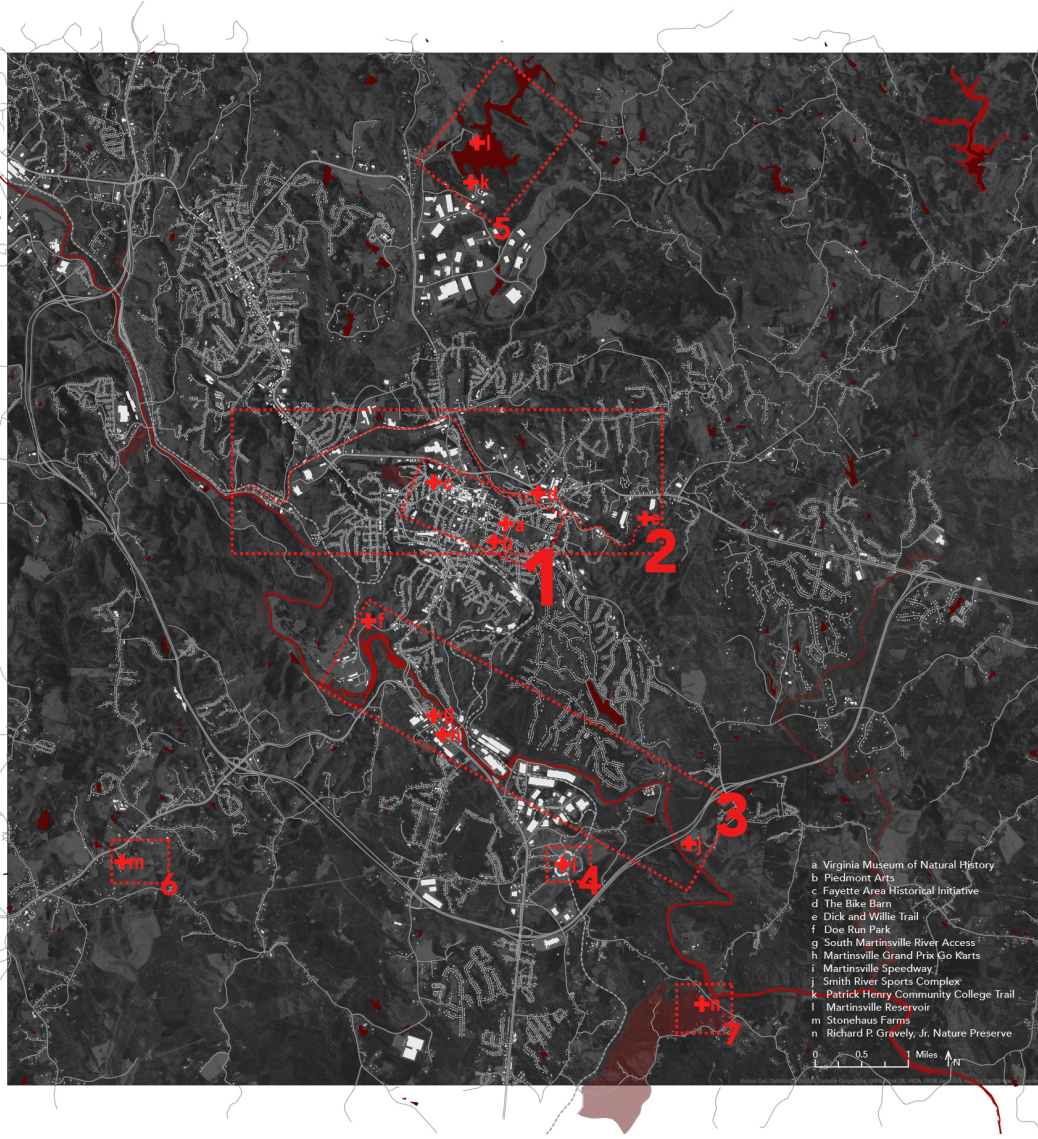 l
k
5
c
d
a
e
b
2
1
f
g
h
3
j
i
4
m
6
n
7
a Virginia Museum of Natural History
b Piedmont Arts
c Fayette Area Historical Initiative
d The Bike Barn
e Dick and Willie Trail
f Doe Run Park
g South Martinsville River Access
h Martinsville Grand Prix Go Karts
i Martinsville Speedway
j Smith River Sports Complex
k Patrick Henry Community College Trail
l Martinsville Reservoir
m Stonehaus Farms
n Richard P. Gravely, Jr. Nature Preserve
0 0.5 1 Miles N